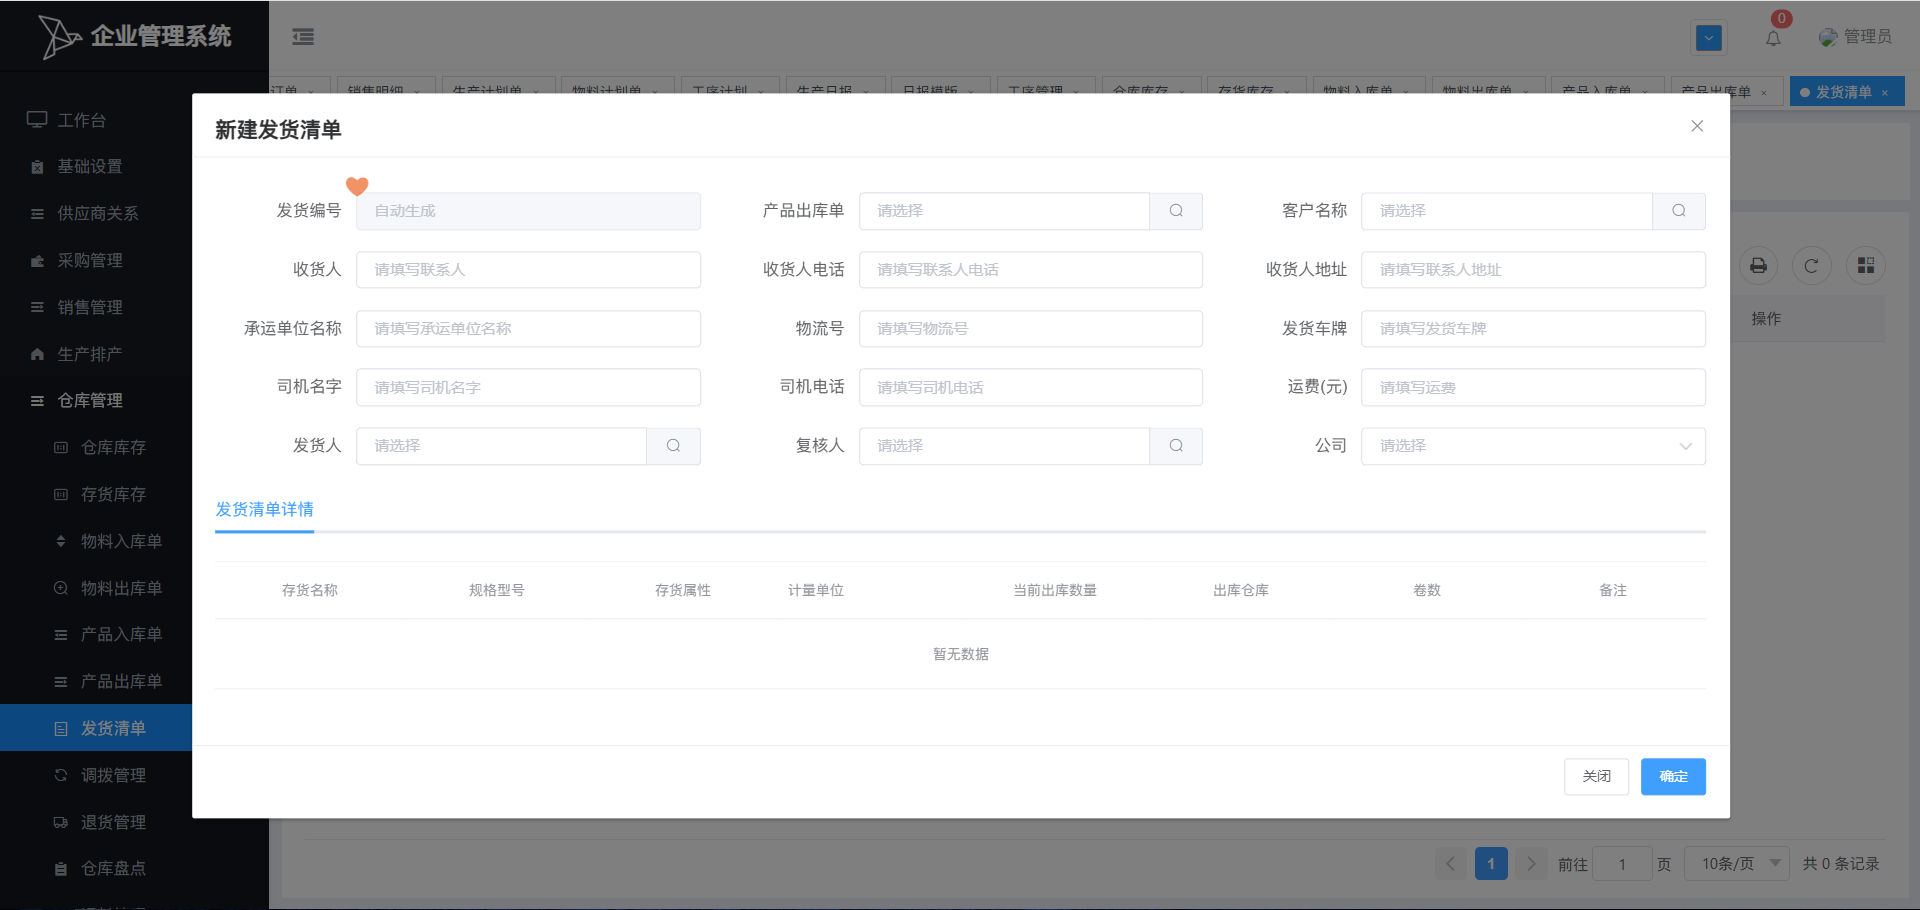 企业管理系统
0
管理员
订单 ×
销售明细 ×
生产计划单 ×
物料计划单 ×
工序计划 ×
生产日报 ×
日报模版 ×
工序管理 ×
仓库库存 ×
存货库存 ×
物料入库单 ×
物料出库单 ×
产品入库单 ×
产品出库单 ×
发货清单 ×
工作台
基础设置
供应商关系
采购管理
销售管理
生产排产
仓库管理
仓库库存
存货库存
物料入库单
物料出库单
产品入库单
产品出库单
发货清单
调拨管理
退货管理
仓库盘点
新建发货清单
发货编号 自动生成
产品出库单 请选择
客户名称 请选择
收货人 请填写联系人
收货人电话 请填写联系人电话
收货人地址 请填写联系人地址
承运单位名称 请填写承运单位名称
物流号 请填写物流号
发货车牌 请填写发货车牌
司机名字 请填写司机名字
司机电话 请填写司机电话
运费(元) 请填写运费
发货人 请选择
复核人 请选择
公司 请选择
发货清单详情
存货名称 规格型号 存货属性 计量单位 当前出库数量 出库仓库 卷数 备注
暂无数据
关闭 确定
操作
1 前往 1 页 10条/页 共 0 条记录